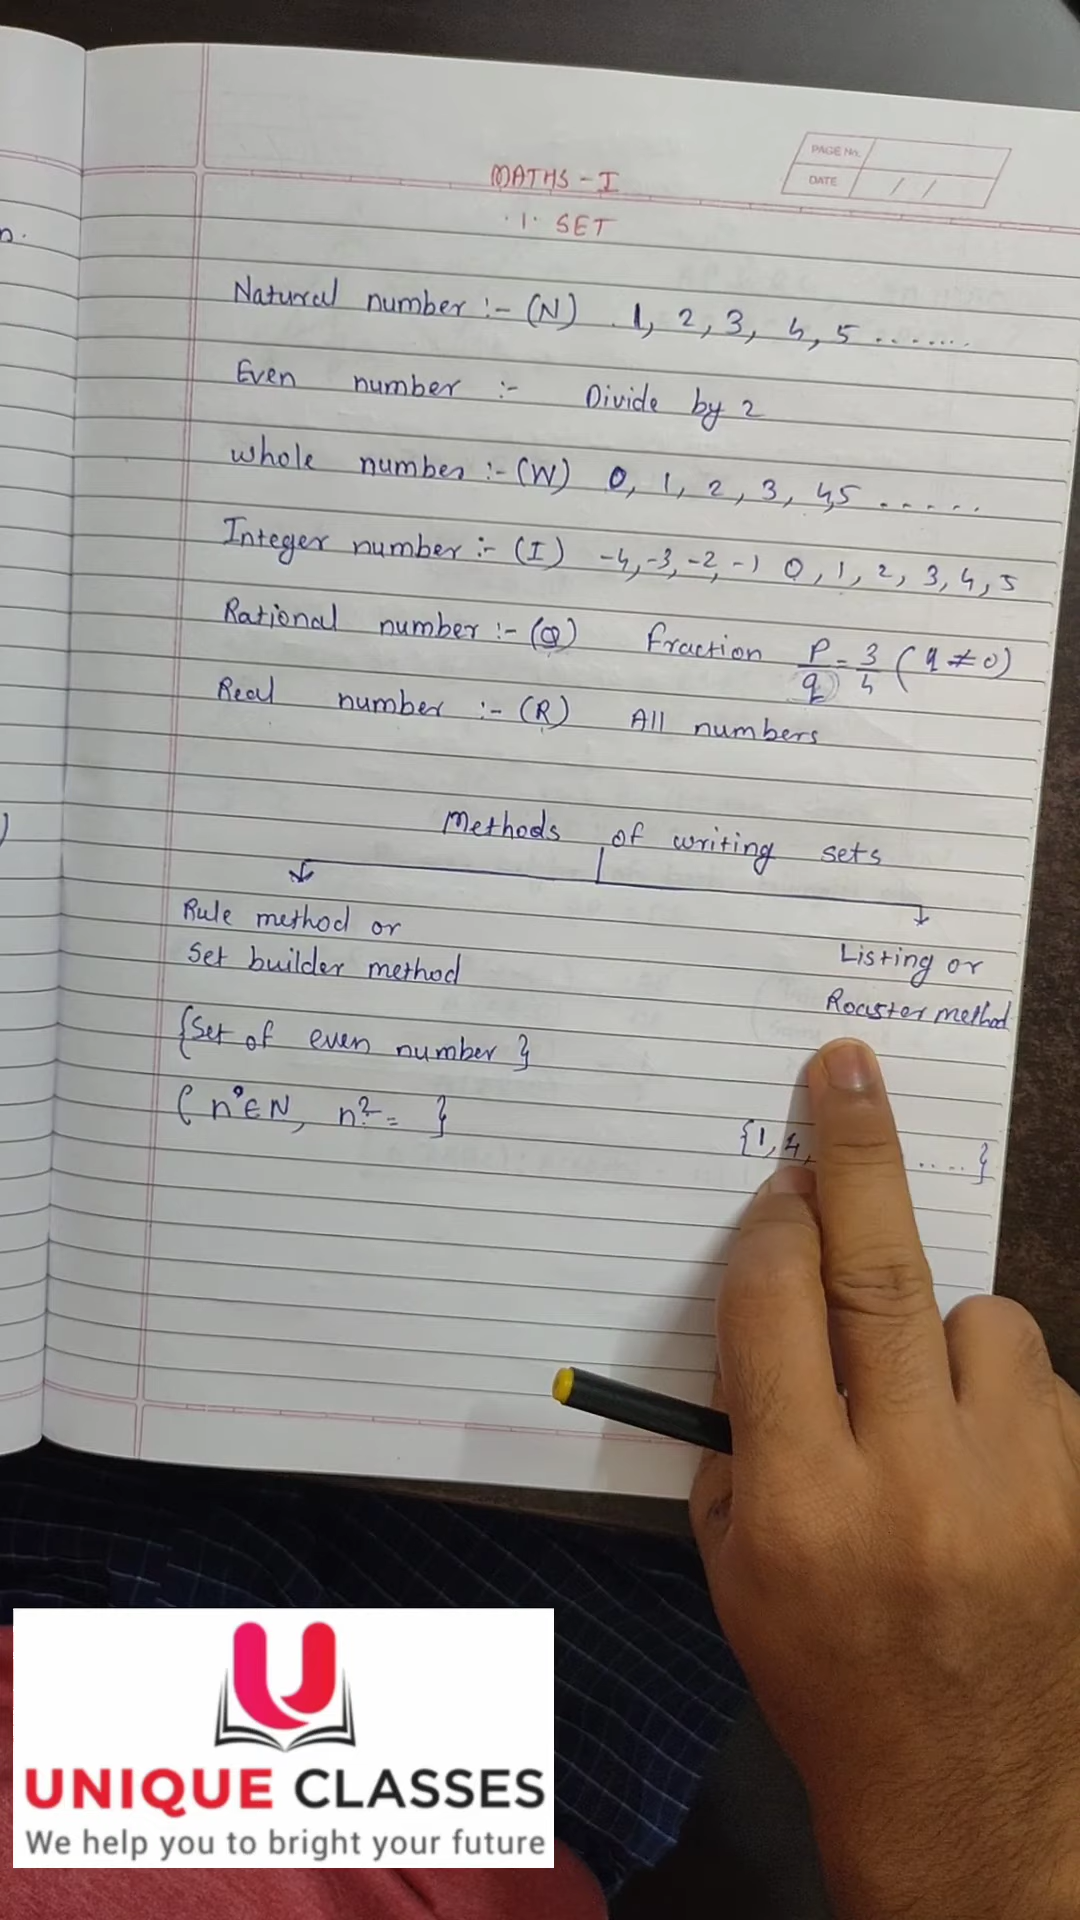 PAGE No.
DATE / /
MATHS - I
1. SET
n.
Natural number :- (N) 1, 2, 3, 4, 5 .......
Even number :- Divide by 2
Whole number :- (W) 0, 1, 2, 3, 4,5 .....
Integer number :- (I) -4, -3, -2, -1 0, 1, 2, 3, 4, 5
Rational number :- (Q) fraction p/q = 3/4 (q ≠ 0)
Real number :- (R) All numbers
)
Methods of writing sets
Rule method or
Set builder method
Listing or
Roaster method
{Set of even number }
{ n°∈N, n²= }
{1, 4, .... }
UNIQUE CLASSES
We help you to bright your future